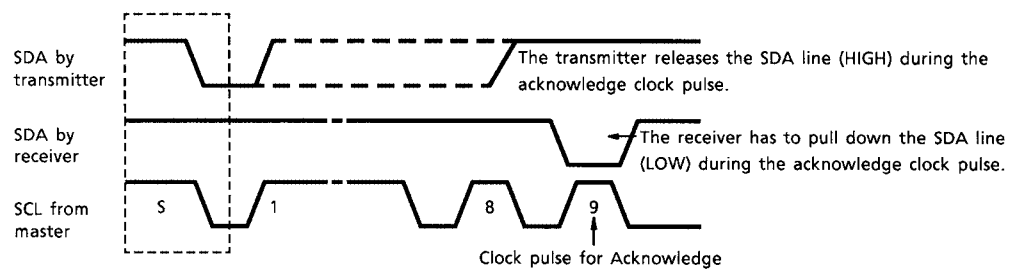 SDA by
transmitter
The transmitter releases the SDA line (HIGH) during the
acknowledge clock pulse.
SDA by
receiver
The receiver has to pull down the SDA line
(LOW) during the acknowledge clock pulse.
SCL from
master
S 1 8 9
Clock pulse for Acknowledge